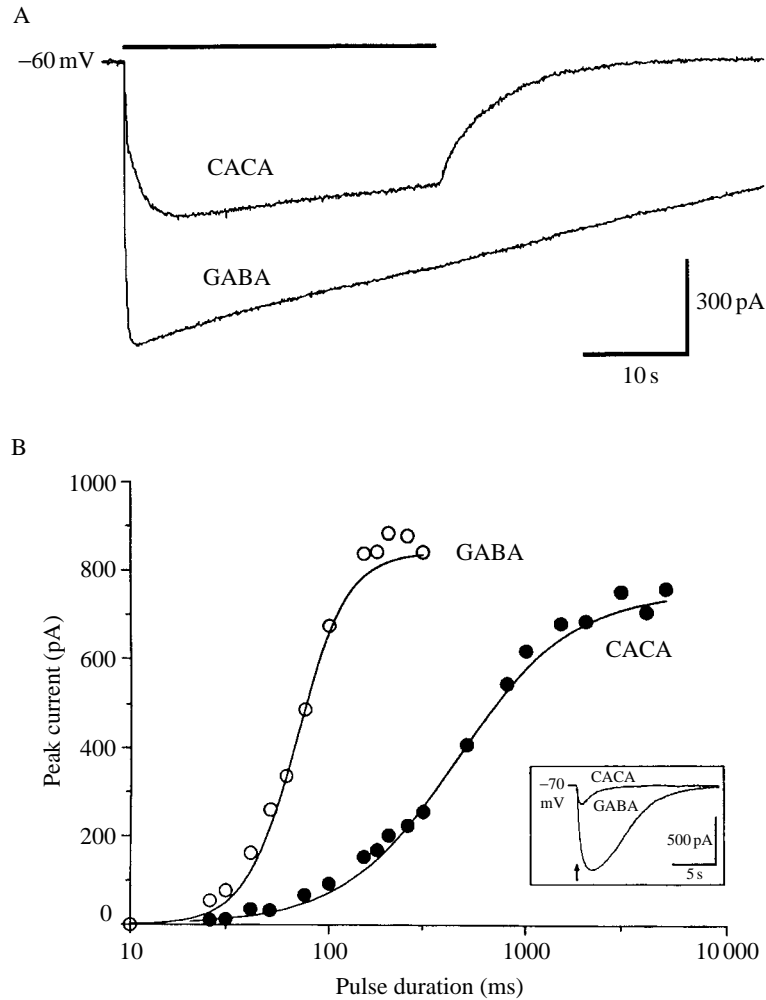 A
−60 mV
CACA
GABA
300 pA
10 s
B
1000
800
600
400
200
0
Peak current (pA)
GABA
CACA
−70
mV
CACA
GABA
500 pA
5 s
10
100
1000
10 000
Pulse duration (ms)